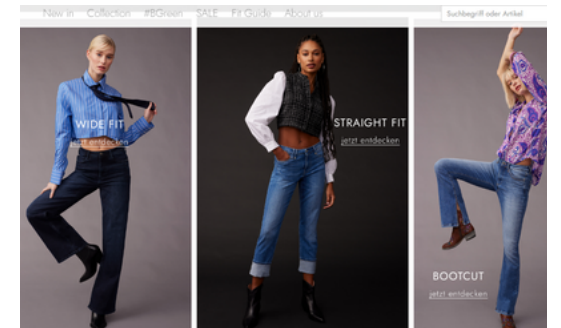 New in Collection #BGreen SALE Fit Guide About us
Suchbegriff oder Artikel
WIDE FIT
jetzt entdecken
STRAIGHT FIT
jetzt entdecken
BOOTCUT
jetzt entdecken